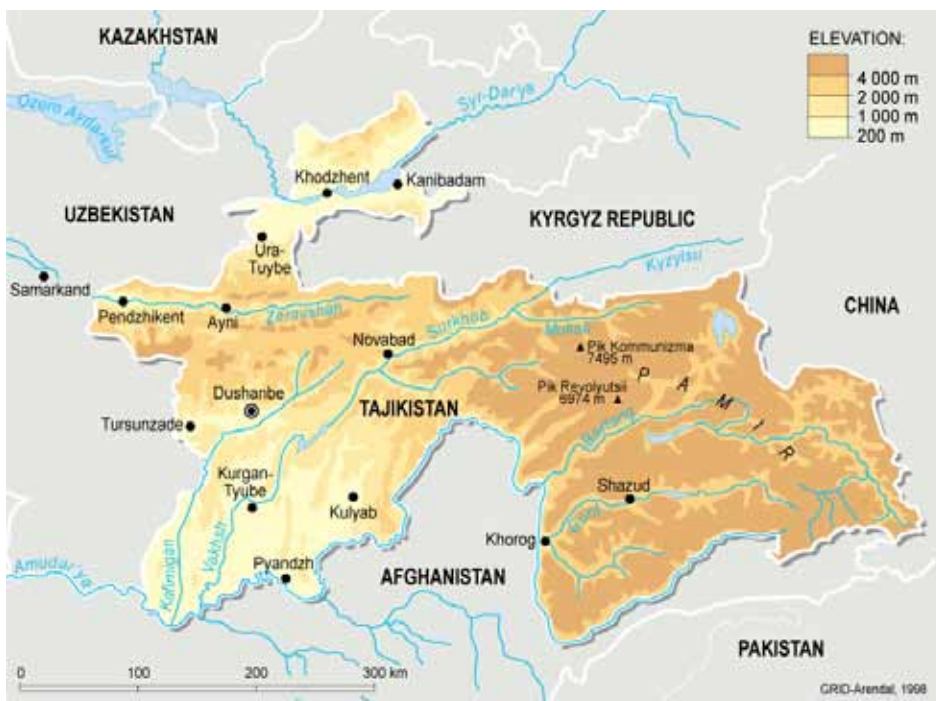 KAZAKHSTAN
ELEVATION:
4 000 m
2 000 m
1 000 m
200 m
Syr-Darya
Khodzhent
Kanibadam
UZBEKISTAN
KYRGYZ REPUBLIC
Ura-
Tuybe
Kyzylsu
Samarkand
Pendzhikent
Ayni
Zeravshan
Surkhob
CHINA
Novabad
Pik Kommunizma
7495 m
Pik Revolyutsii
6974 m
PAMIR
Dushanbe
TAJIKISTAN
Tursunzade
Bartang
Kurgan-
Tyube
Kulyab
Shazud
Khorog
Vakhsh
Pyandzh
Amudar'ya
AFGHANISTAN
PAKISTAN
0 100 200 300 km
GRID-Arendal, 1998